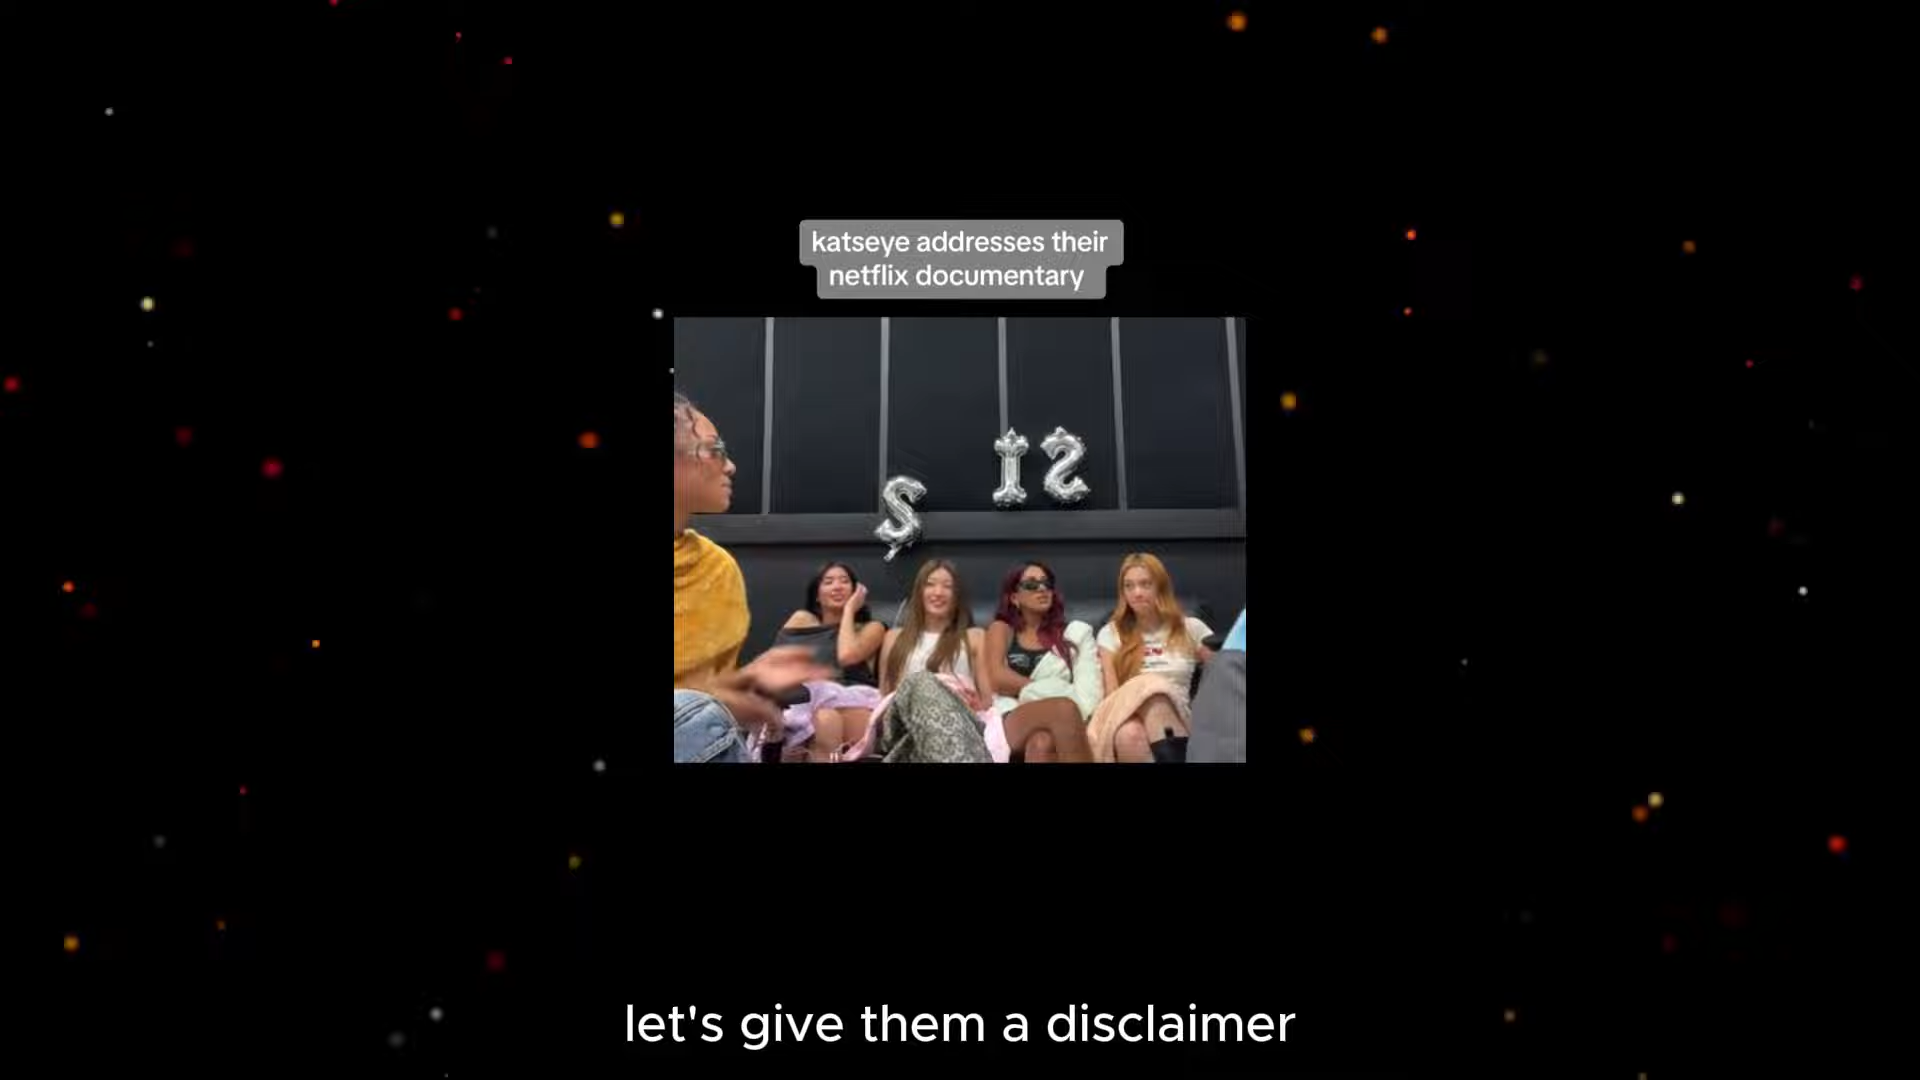 katseye addresses their
netflix documentary
let's give them a disclaimer